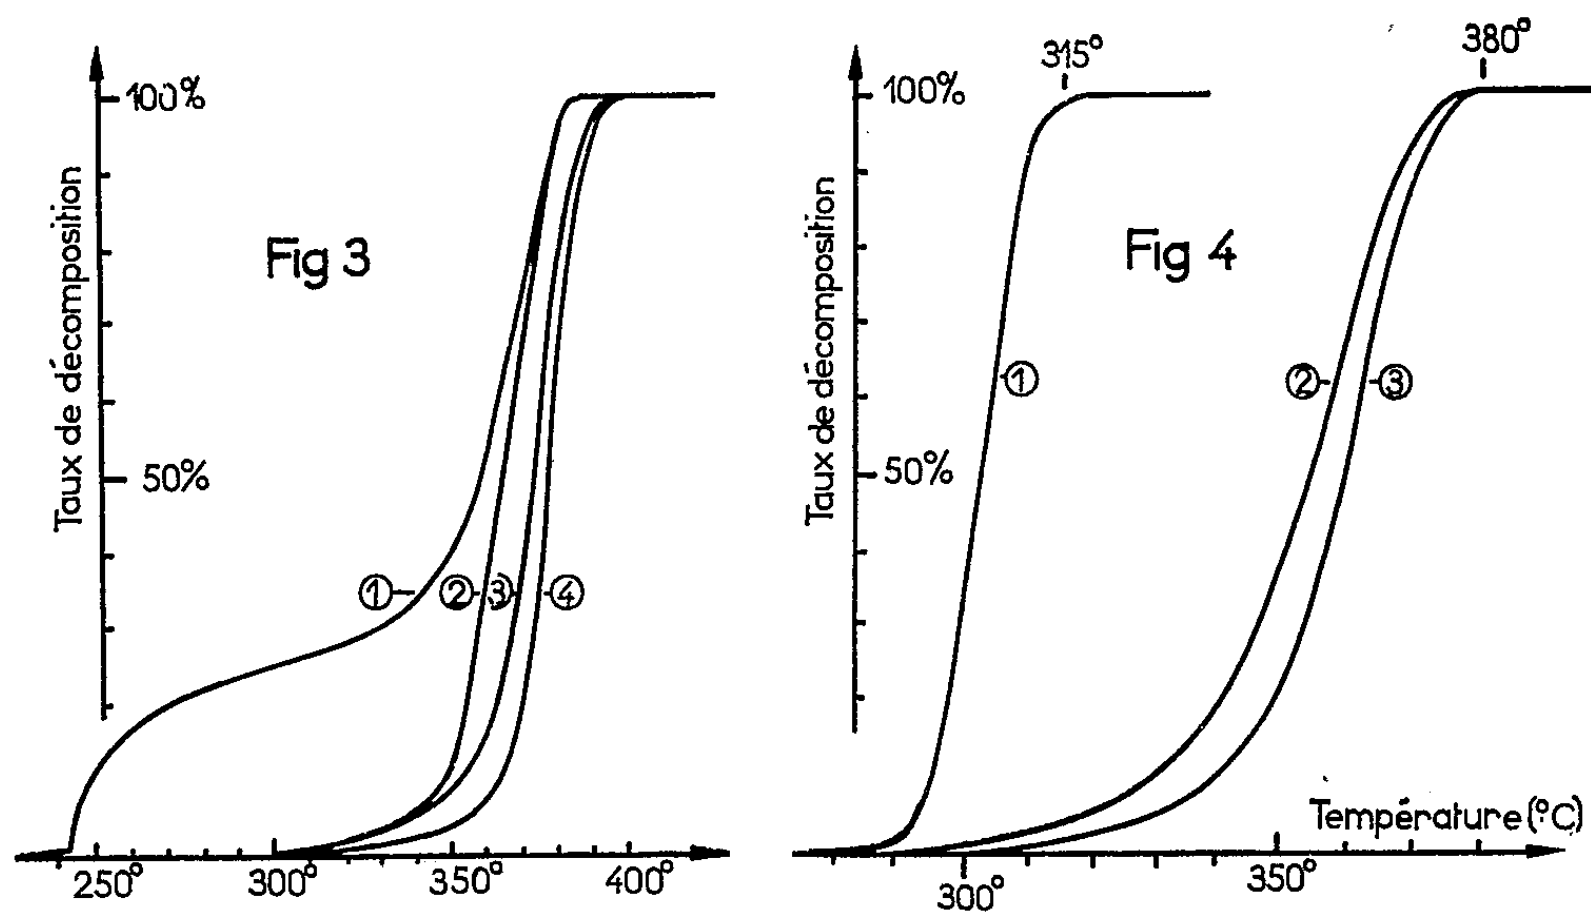 100%
Taux de décomposition
Fig 3
50%
① ② ③ ④
250° 300° 350° 400°
315°
380°
100%
Taux de décomposition
Fig 4
①
② ③
50%
Température (°C)
300° 350°